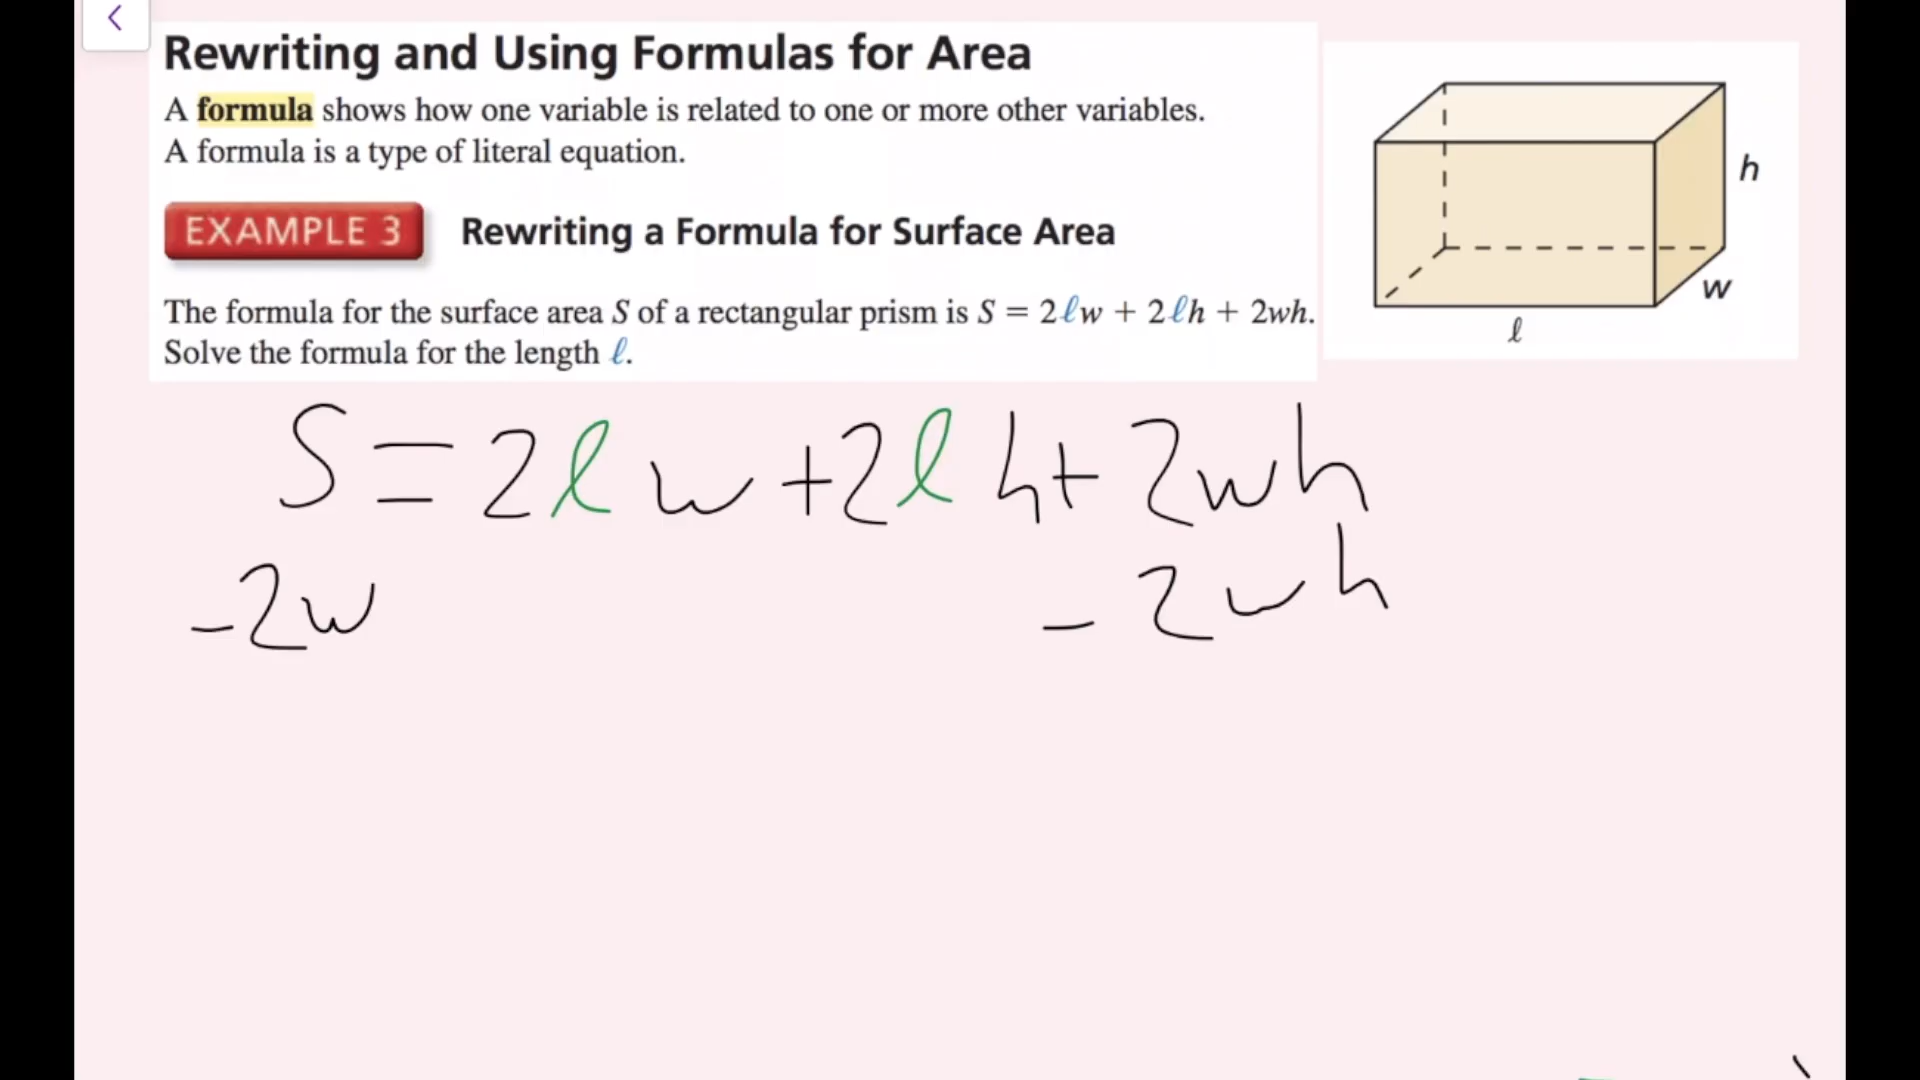 Rewriting and Using Formulas for Area
A formula shows how one variable is related to one or more other variables.
A formula is a type of literal equation.
EXAMPLE 3 Rewriting a Formula for Surface Area
The formula for the surface area S of a rectangular prism is S = 2ℓw + 2ℓh + 2wh.
Solve the formula for the length ℓ.
h
w
ℓ
S = 2ℓw + 2ℓh + 2wh
-2w - 2wh